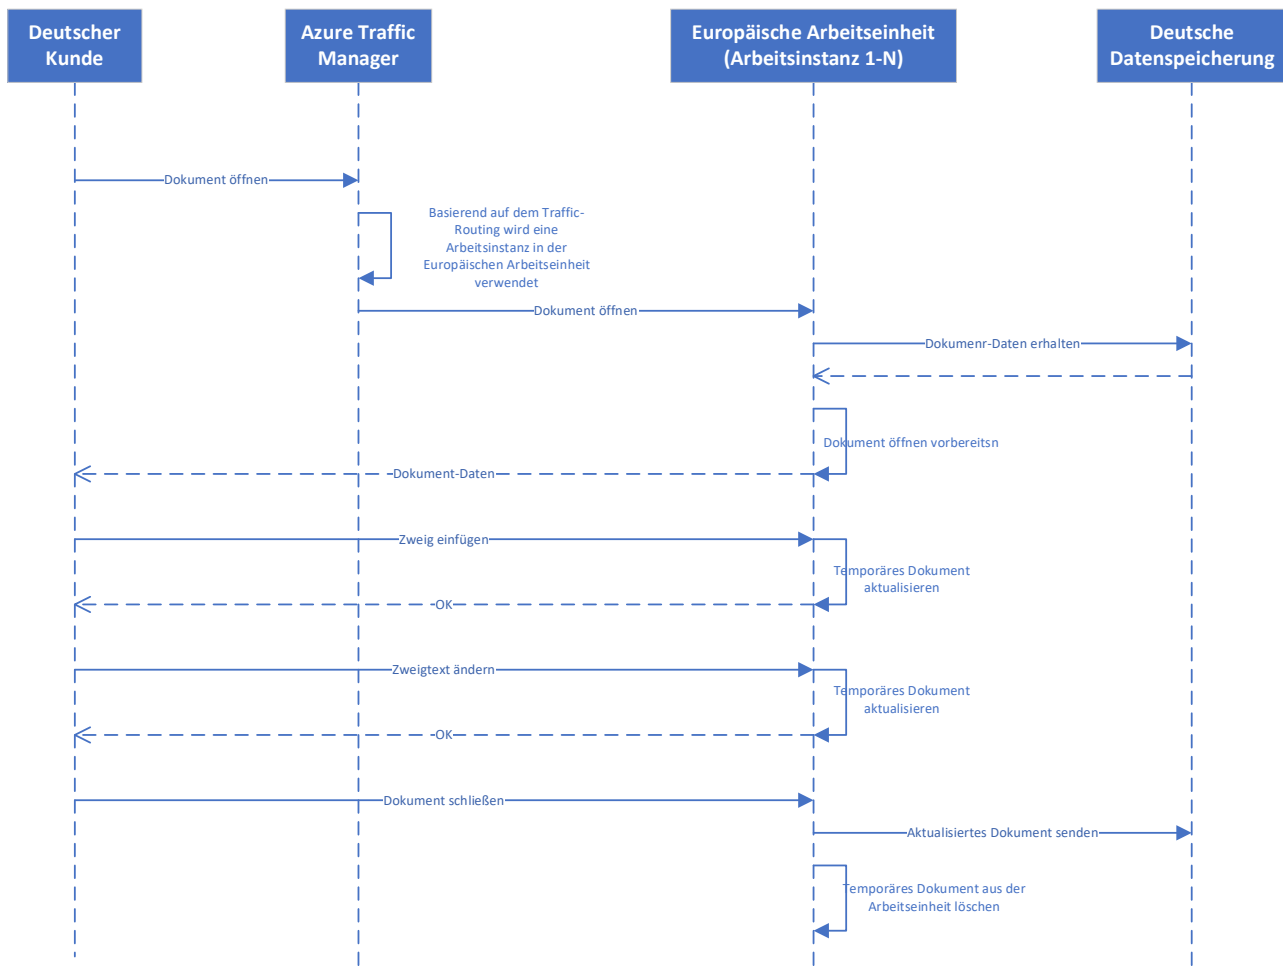 Deutscher
Kunde
Azure Traffic
Manager
Europäische Arbeitseinheit
(Arbeitsinstanz 1-N)
Deutsche
Datenspeicherung
Dokument öffnen
Basierend auf dem Traffic-
Routing wird eine
Arbeitsinstanz in der
Europäischen Arbeitseinheit
verwendet
Dokument öffnen
Dokumenr-Daten erhalten
Dokument öffnen vorbereitsn
Dokument-Daten
Zweig einfügen
Temporäres Dokument
aktualisieren
OK
Zweigtext ändern
Temporäres Dokument
aktualisieren
OK
Dokument schließen
Aktualisiertes Dokument senden
Temporäres Dokument aus der
Arbeitseinheit löschen